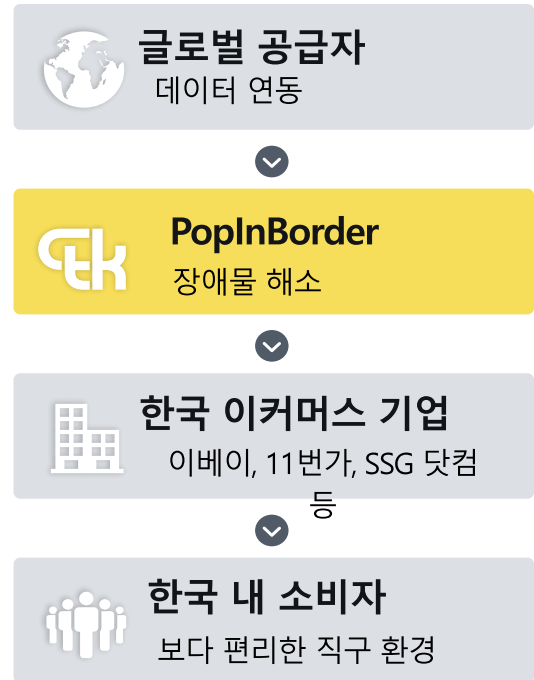 글로벌 공급자
데이터 연동
ctk
PopInBorder
장애물 해소
한국 이커머스 기업
이베이, 11번가, SSG 닷컴
등
한국 내 소비자
보다 편리한 직구 환경